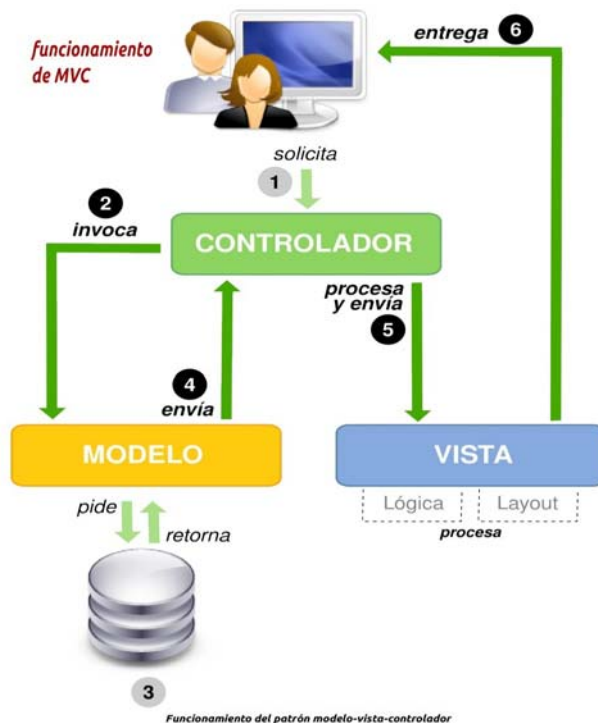 funcionamiento
de MVC
entrega 6
solicita
1
2
invoca
CONTROLADOR
procesa
y envía
5
4
envía
MODELO
VISTA
Lógica
Layout
procesa
pide
retorna
3
Funcionamiento del patrón modelo-vista-controlador